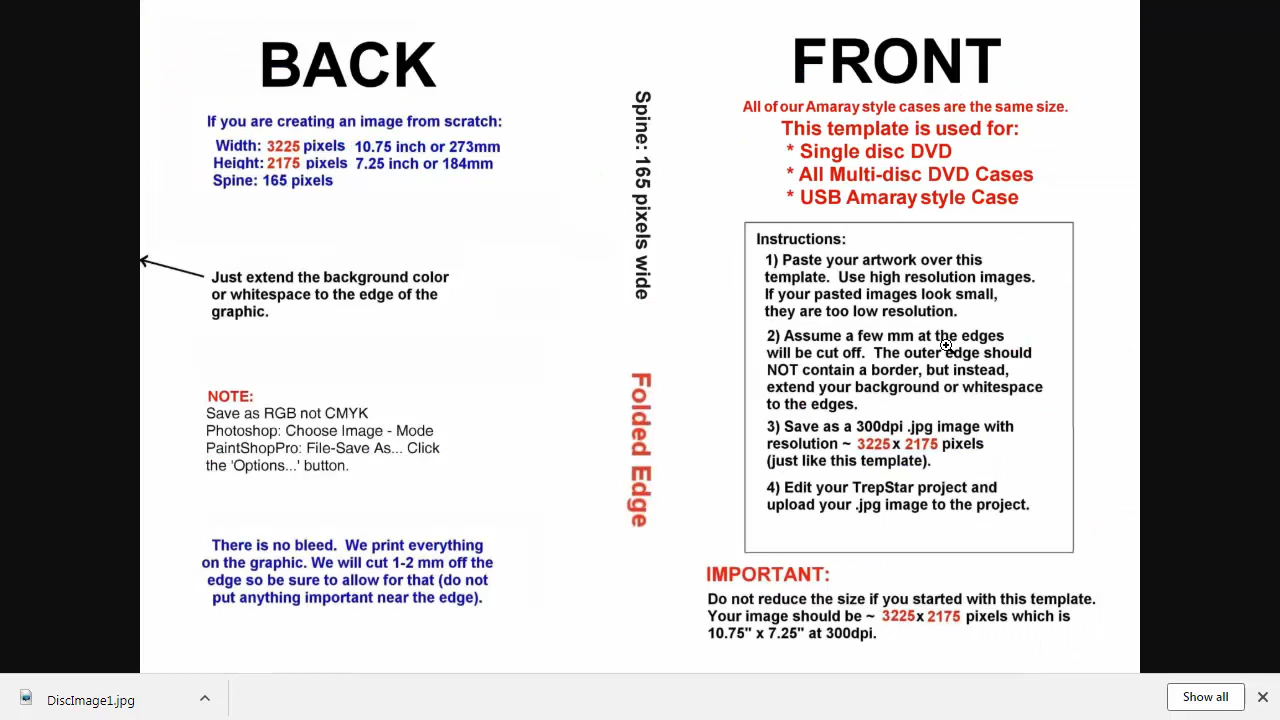 BACK
If you are creating an image from scratch:
Width: 3225 pixels 10.75 inch or 273mm
Height: 2175 pixels 7.25 inch or 184mm
Spine: 165 pixels
Just extend the background color
or whitespace to the edge of the
graphic.
NOTE:
Save as RGB not CMYK
Photoshop: Choose Image - Mode
PaintShopPro: File-Save As... Click
the 'Options...' button.
There is no bleed. We print everything
on the graphic. We will cut 1-2 mm off the
edge so be sure to allow for that (do not
put anything important near the edge).
Spine: 165 pixels wide
Folded Edge
FRONT
All of our Amaray style cases are the same size.
This template is used for:
* Single disc DVD
* All Multi-disc DVD Cases
* USB Amaray style Case
Instructions:
1) Paste your artwork over this
template. Use high resolution images.
If your pasted images look small,
they are too low resolution.
2) Assume a few mm at the edges
will be cut off. The outer edge should
NOT contain a border, but instead,
extend your background or whitespace
to the edges.
3) Save as a 300dpi .jpg image with
resolution ~ 3225 x 2175 pixels
(just like this template).
4) Edit your TrepStar project and
upload your .jpg image to the project.
IMPORTANT:
Do not reduce the size if you started with this template.
Your image should be ~ 3225 x 2175 pixels which is
10.75" x 7.25" at 300dpi.
DiscImage1.jpg
Show all